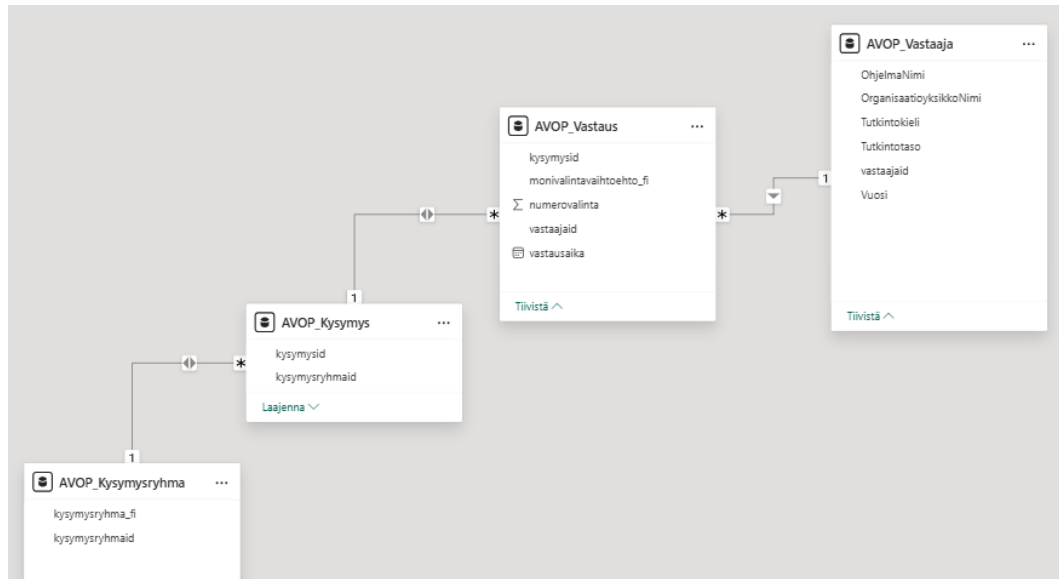 AVOP_Vastaaja
OhjelmaNimi
OrganisaatioyksikkoNimi
Tutkintokieli
Tutkintotaso
vastaajaid
Vuosi
Tiivistä
1
AVOP_Vastaus
kysymysid
monivalintavaihtoehto_fi
∑ numerovalinta
vastaajaid
vastausaika
Tiivistä
*
*
1
AVOP_Kysymys
kysymysid
kysymysryhmaid
Laajenna
*
1
AVOP_Kysymysryhma
kysymysryhma_fi
kysymysryhmaid